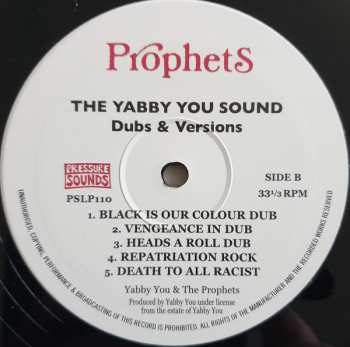 Prophets
THE YABBY YOU SOUND
Dubs & Versions
PRESSURE
SOUNDS
PSLP110
SIDE B
33 1/3 RPM
1. BLACK IS OUR COLOUR DUB
2. VENGEANCE IN DUB
3. HEADS A ROLL DUB
4. REPATRIATION ROCK
5. DEATH TO ALL RACIST
Yabby You & The Prophets
Produced by Yabby You under license
from the estate of Yabby You
UNAUTHORISED, COPYING, PERFORMANCE & BROADCASTING OF THIS RECORD IS PROHIBITED. ALL RIGHTS OF THE MANUFACTURER AND THE RECORDED WORKS RESERVED